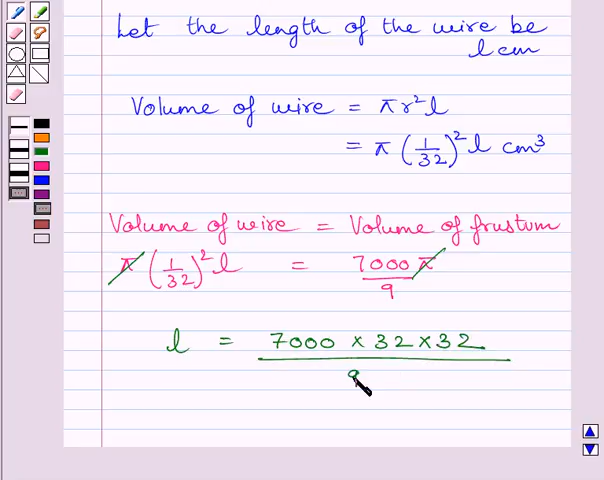 Let the length of the wire be
l cm
Volume of wire = πr²l
= π(1/32)²l cm³
Volume of wire = Volume of frustum
π(1/32)²l = 7000π/9
l = 7000 × 32 × 32
9